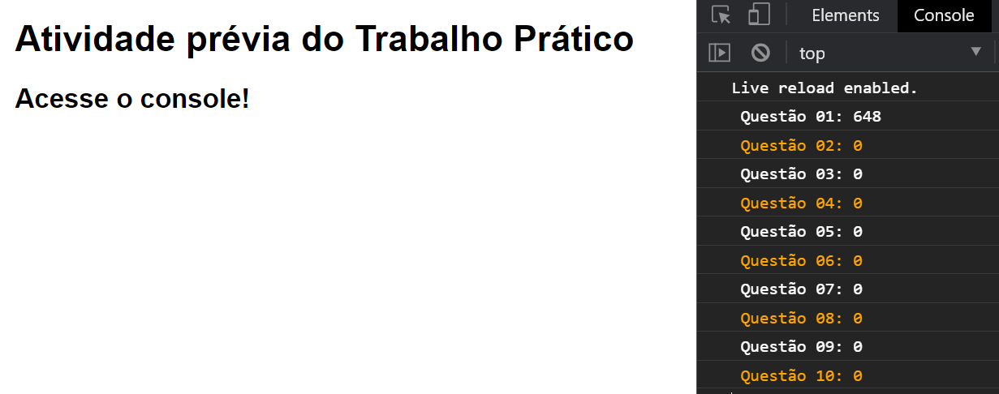 Atividade prévia do Trabalho Prático
Acesse o console!
Elements Console
top
Live reload enabled.
Questão 01: 648
Questão 02: 0
Questão 03: 0
Questão 04: 0
Questão 05: 0
Questão 06: 0
Questão 07: 0
Questão 08: 0
Questão 09: 0
Questão 10: 0